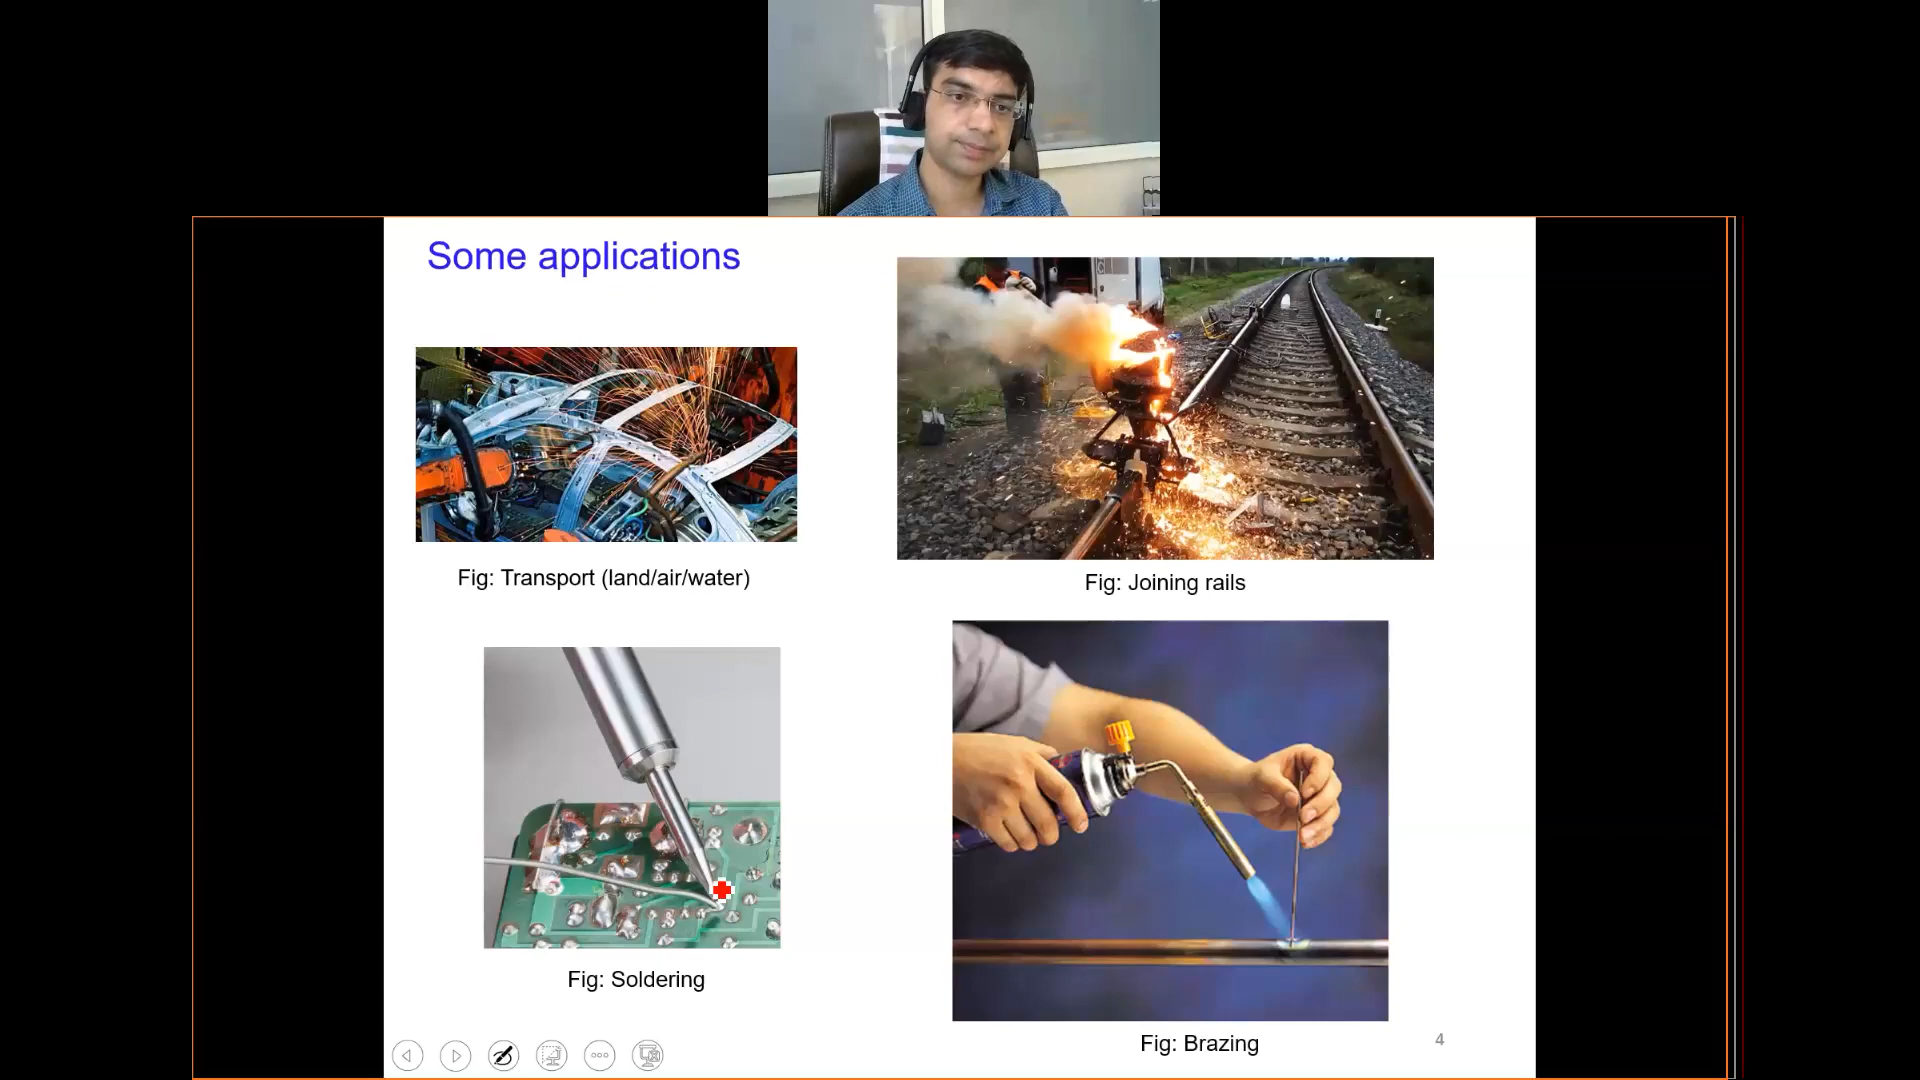 Some applications
Fig: Transport (land/air/water)
Fig: Joining rails
Fig: Soldering
Fig: Brazing
4